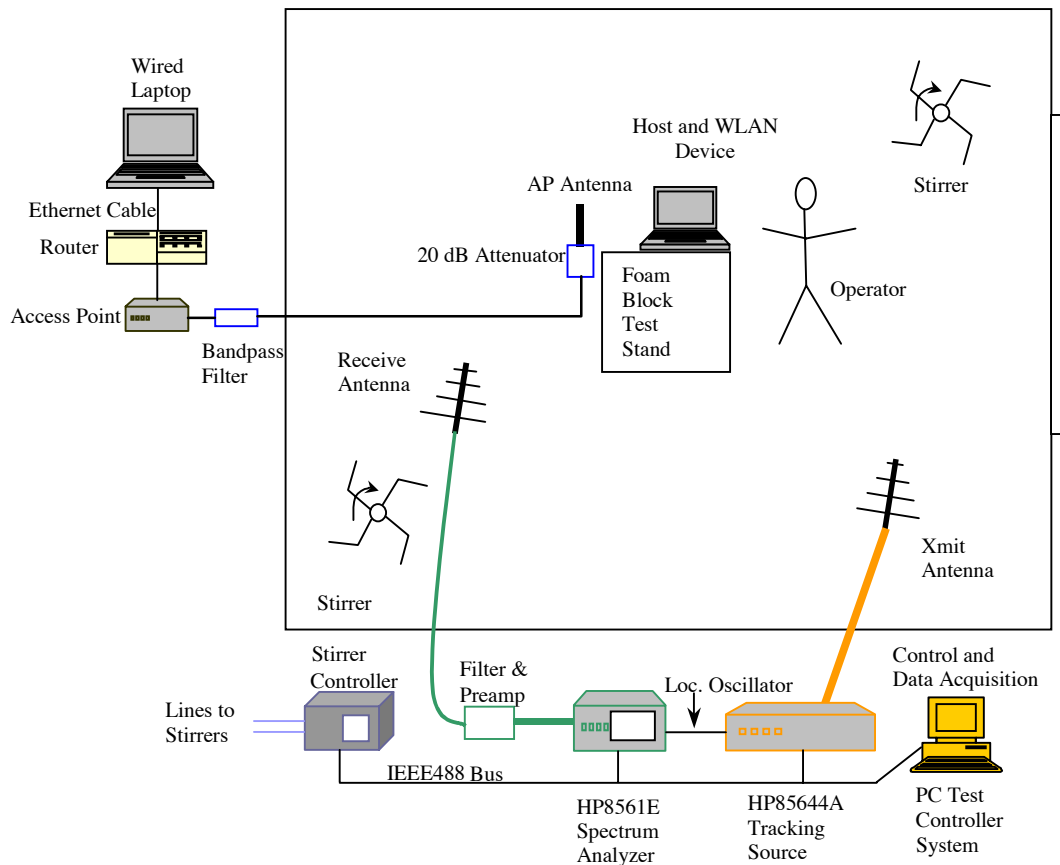 Wired
Laptop
Ethernet Cable
Router
Access Point
Bandpass
Filter
Host and WLAN
Device
AP Antenna
20 dB Attenuator
Foam
Block
Test
Stand
Operator
Stirrer
Receive
Antenna
Stirrer
Xmit
Antenna
Stirrer
Controller
Lines to
Stirrers
Filter &
Preamp
Loc. Oscillator
Control and
Data Acquisition
IEEE488 Bus
HP8561E
Spectrum
Analyzer
HP85644A
Tracking
Source
PC Test
Controller
System